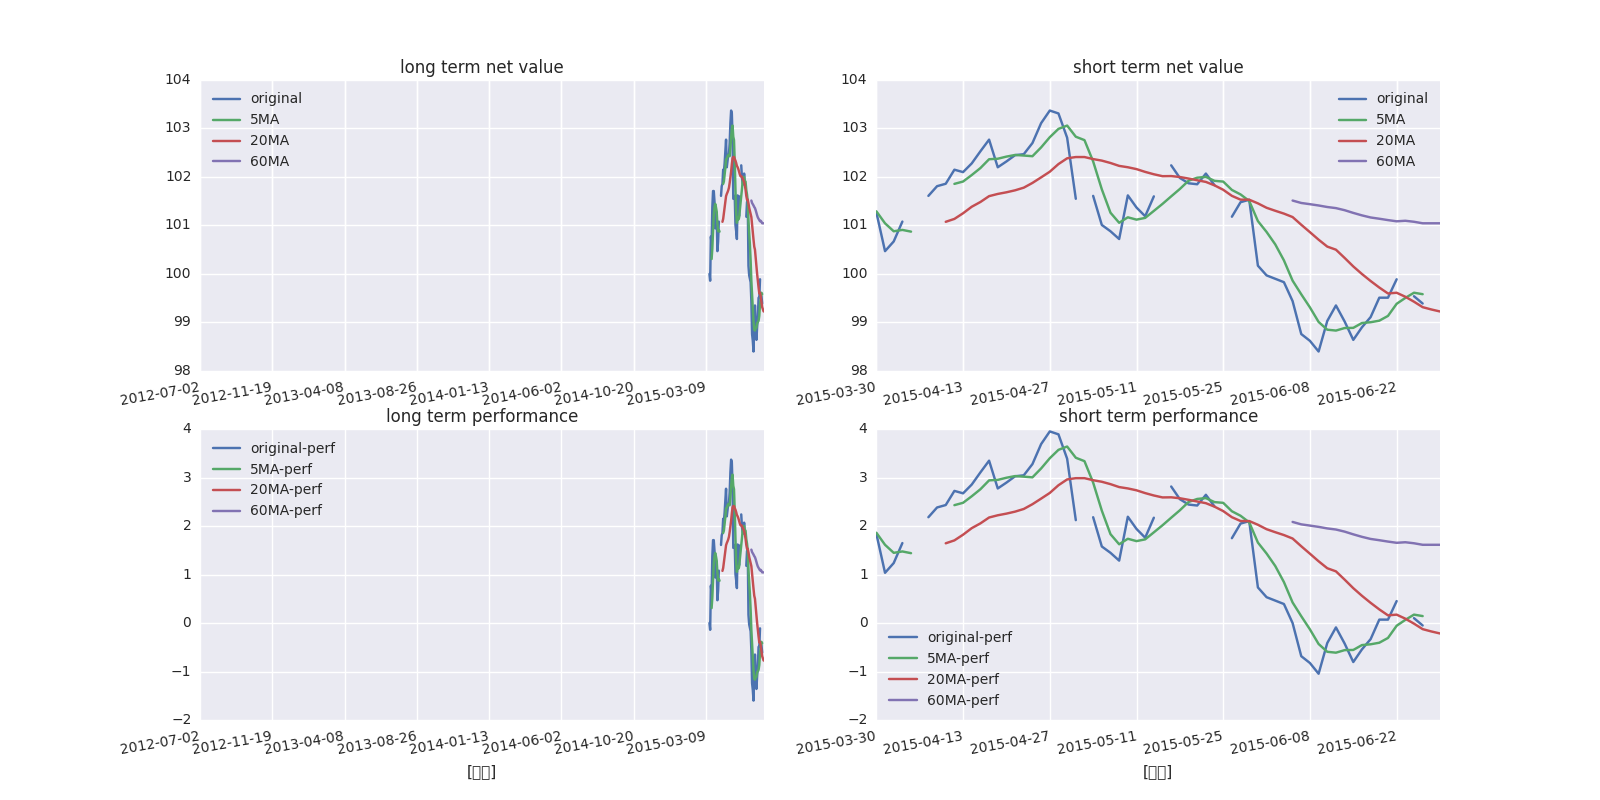 long term net value
104
103
102
101
100
99
98
original
5MA
20MA
60MA
2012-07-02
2012-11-19
2013-04-08
2013-08-26
2014-01-13
2014-06-02
2014-10-20
2015-03-09
short term net value
104
103
102
101
100
99
98
original
5MA
20MA
60MA
2015-03-30
2015-04-13
2015-04-27
2015-05-11
2015-05-25
2015-06-08
2015-06-22
long term performance
4
3
2
1
0
−1
−2
original-perf
5MA-perf
20MA-perf
60MA-perf
2012-07-02
2012-11-19
2013-04-08
2013-08-26
2014-01-13
2014-06-02
2014-10-20
2015-03-09
short term performance
4
3
2
1
0
−1
−2
original-perf
5MA-perf
20MA-perf
60MA-perf
2015-03-30
2015-04-13
2015-04-27
2015-05-11
2015-05-25
2015-06-08
2015-06-22